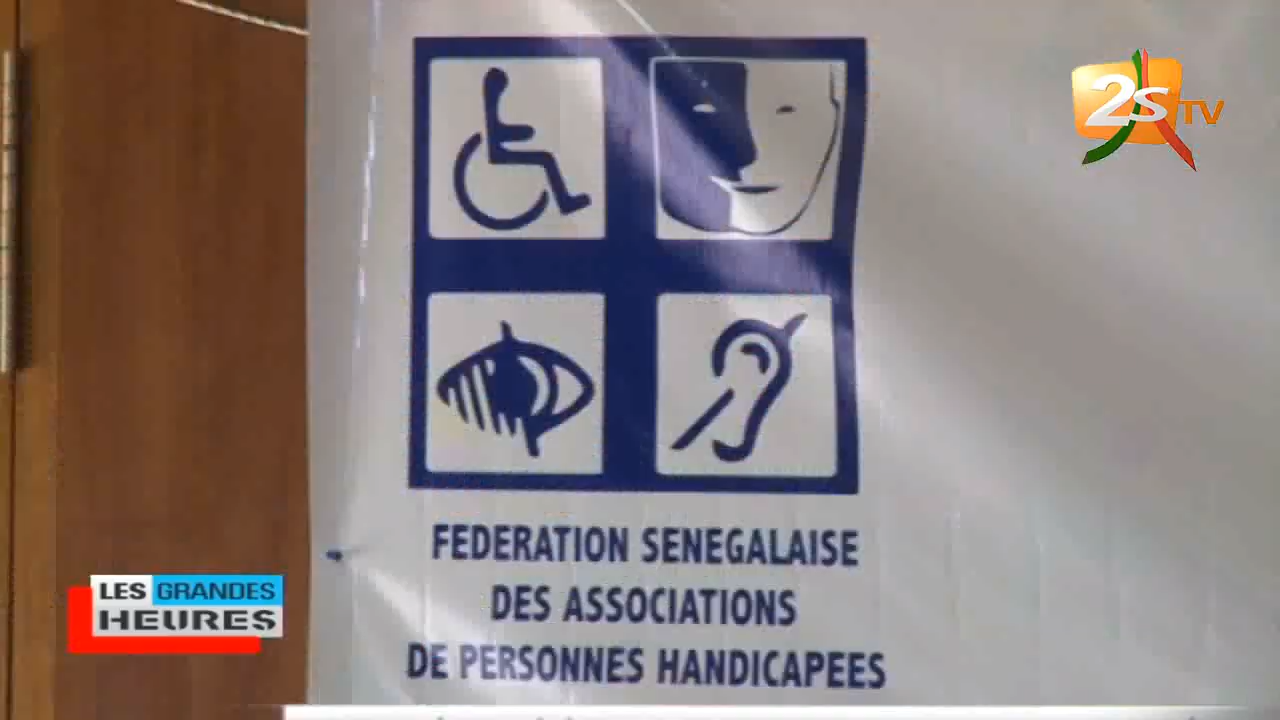 2S TV
FEDERATION SENEGALAISE
DES ASSOCIATIONS
DE PERSONNES HANDICAPEES
LES GRANDES
HEURES